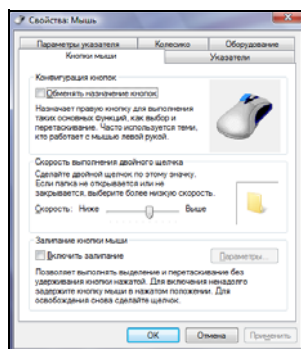 Свойства: Мышь
Параметры указателя
Колесико
Оборудование
Кнопки мыши
Указатели
Конфигурация кнопок
Обменять назначение кнопок
Назначает правую кнопку для выполнения
таких основных функций, как выбор и
перетаскивание. Часто используется теми,
кто работает с мышью левой рукой.
Скорость выполнения двойного щелчка
Сделайте двойной щелчок по этому значку.
Если папка не открывается или не
закрывается, выберите более низкую скорость.
Скорость: Ниже Выше
Залипание кнопки мыши
Включить залипание
Параметры...
Позволяет выполнять выделение и перетаскивание без
удерживания кнопки нажатой. Для включения ненадолго
задержите кнопку мыши в нажатом положении. Для
освобождения снова сделайте щелчок.
OK
Отмена
Применить